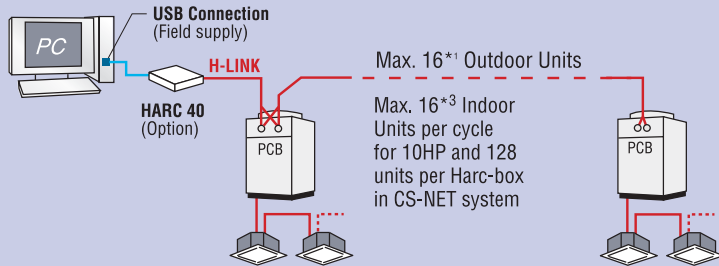 USB Connection
(Field supply)
PC
H-LINK
HARC 40
(Option)
Max. 16*¹ Outdoor Units
Max. 16*³ Indoor
Units per cycle
for 10HP and 128
units per Harc-box
in CS-NET system
PCB
PCB